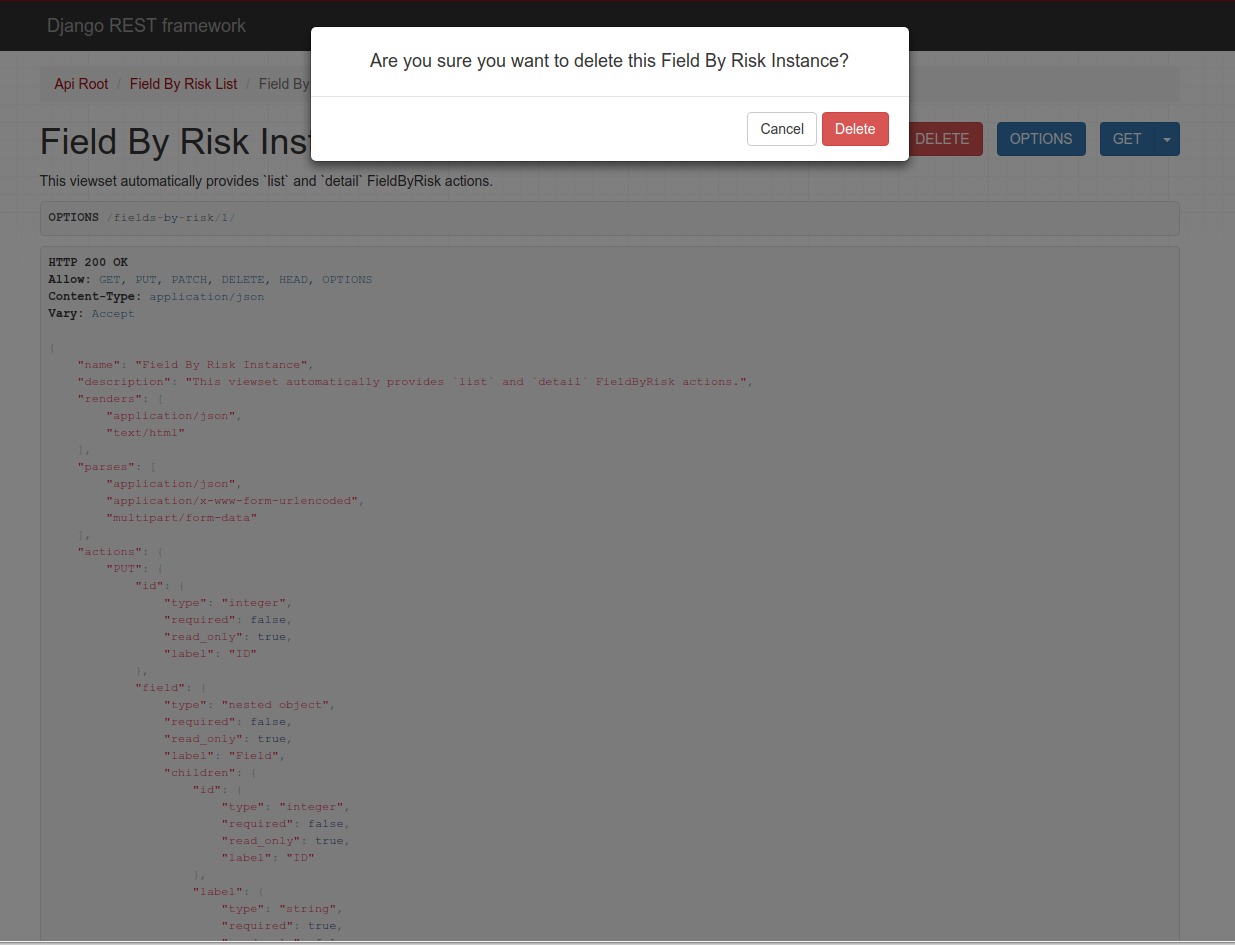 Django REST framework
Are you sure you want to delete this Field By Risk Instance?
Cancel Delete
Api Root / Field By Risk List / Field By
Field By Risk Inst
DELETE OPTIONS GET
This viewset automatically provides `list` and `detail` FieldByRisk actions.
OPTIONS /fields-by-risk/1/
HTTP 200 OK
Allow: GET, PUT, PATCH, DELETE, HEAD, OPTIONS
Content-Type: application/json
Vary: Accept
{
"name": "Field By Risk Instance",
"description": "This viewset automatically provides `list` and `detail` FieldByRisk actions.",
"renders": [
"application/json",
"text/html"
],
"parses": [
"application/json",
"application/x-www-form-urlencoded",
"multipart/form-data"
],
"actions": {
"PUT": {
"id": {
"type": "integer",
"required": false,
"read_only": true,
"label": "ID"
},
"field": {
"type": "nested object",
"required": false,
"read_only": true,
"label": "Field",
"children": {
"id": {
"type": "integer",
"required": false,
"read_only": true,
"label": "ID"
},
"label": {
"type": "string",
"required": true,